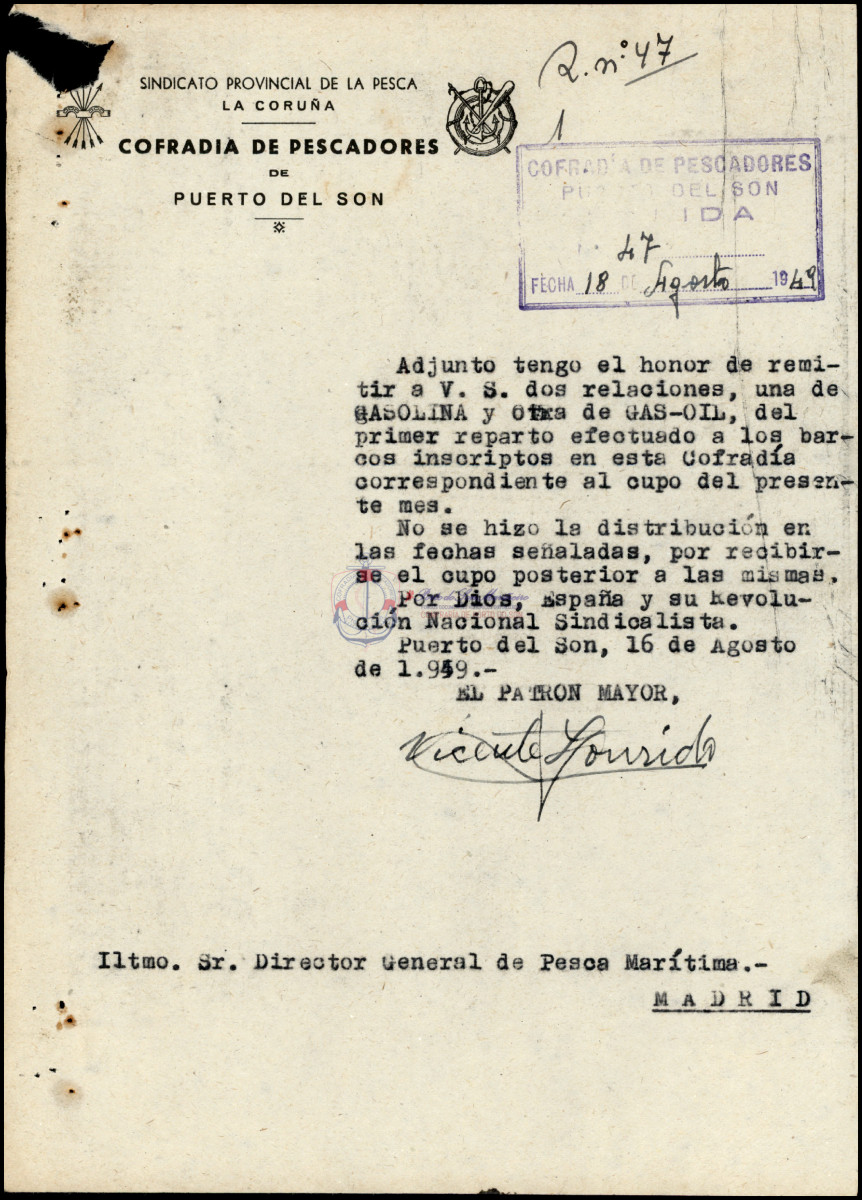 R. nº 47
SINDICATO PROVINCIAL DE LA PESCA
LA CORUÑA
COFRADIA DE PESCADORES
DE
PUERTO DEL SON
1
COFRADÍA DE PESCADORES
PUERTO DEL SON
IDA
47
FECHA 18 DE Agosto 1949
Adjunto tengo el honor de remi-
tir a V. S. dos relaciones, una de
GASOLINA y otra de GAS-OIL, del
primer reparto efectuado a los bar-
cos inscriptos en esta Cofradía
correspondiente al cupo del presen-
te mes.
No se hizo la distribución en
las fechas señaladas, por recibir-
se el cupo posterior a las mismas.
Por Dios, España y su Revolu-
ción Nacional Sindicalista.
Puerto del Son, 16 de Agosto
de 1.949.-
EL PATRON MAYOR,
Vicente
Iltmo. Sr. Director General de Pesca Marítima.-
M A D R I D